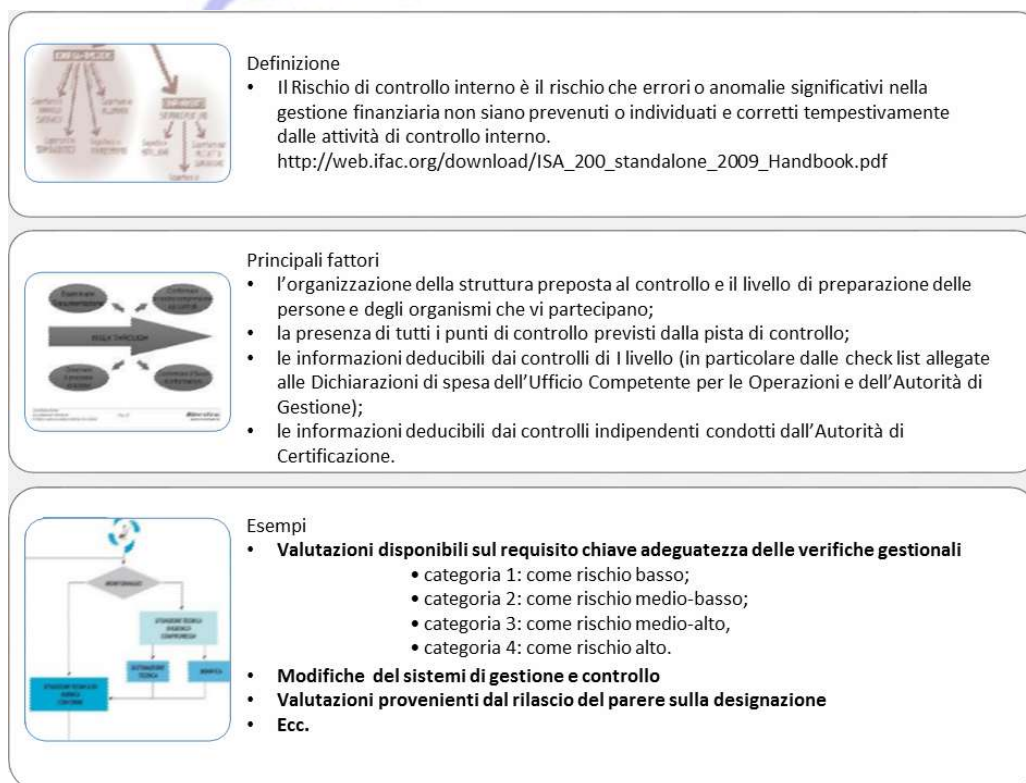 Definizione
• Il Rischio di controllo interno è il rischio che errori o anomalie significativi nella
gestione finanziaria non siano prevenuti o individuati e corretti tempestivamente
dalle attività di controllo interno.
http://web.ifac.org/download/ISA_200_standalone_2009_Handbook.pdf
Principali fattori
• l'organizzazione della struttura preposta al controllo e il livello di preparazione delle
persone e degli organismi che vi partecipano;
• la presenza di tutti i punti di controllo previsti dalla pista di controllo;
• le informazioni deducibili dai controlli di I livello (in particolare dalle check list allegate
alle Dichiarazioni di spesa dell'Ufficio Competente per le Operazioni e dell'Autorità di
Gestione);
• le informazioni deducibili dai controlli indipendenti condotti dall'Autorità di
Certificazione.
Esempi
• Valutazioni disponibili sul requisito chiave adeguatezza delle verifiche gestionali
• categoria 1: come rischio basso;
• categoria 2: come rischio medio-basso;
• categoria 3: come rischio medio-alto,
• categoria 4: come rischio alto.
• Modifiche del sistemi di gestione e controllo
• Valutazioni provenienti dal rilascio del parere sulla designazione
• Ecc.